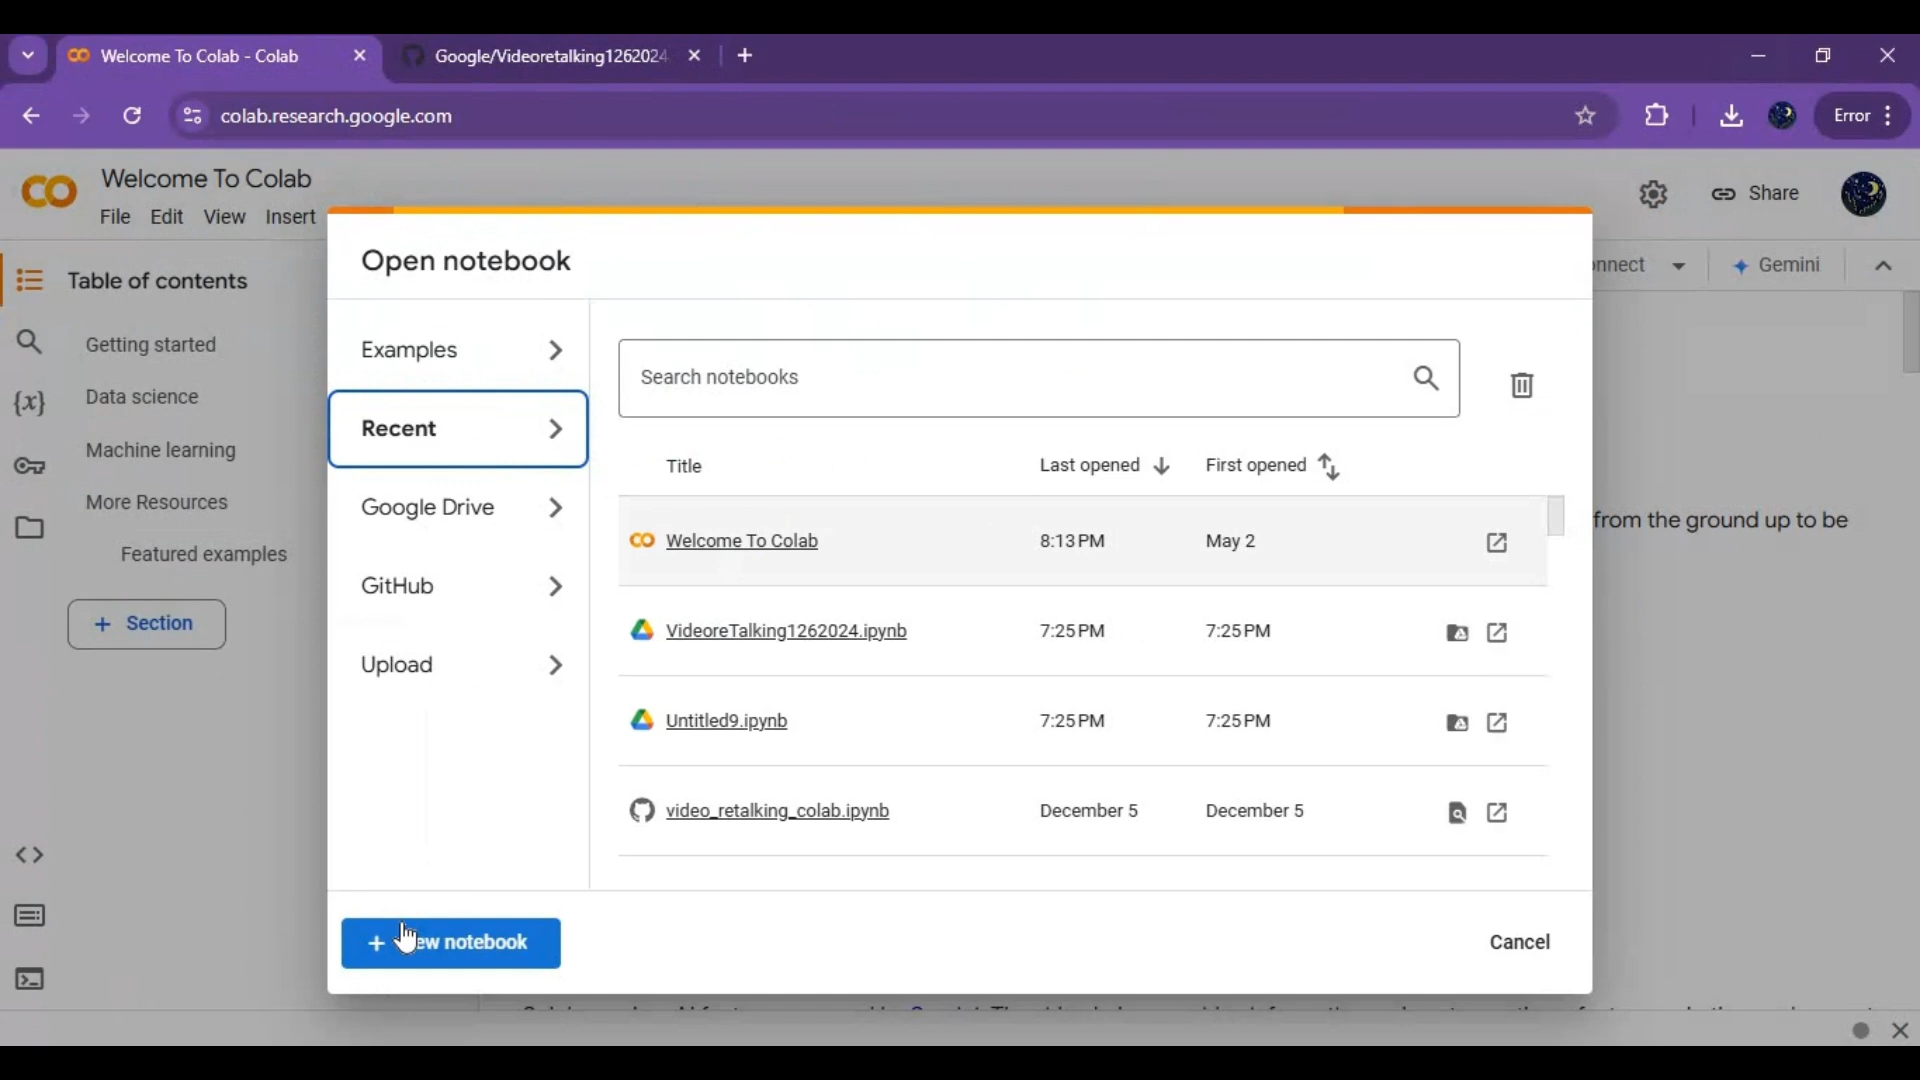 Welcome To Colab - Colab
Google/Videoretalking1262024
colab.research.google.com
Error
Welcome To Colab
File Edit View Insert
Share
Table of contents
nnect
Gemini
Getting started
Data science
Machine learning
More Resources
Featured examples
+ Section
Open notebook
Examples
Recent
Google Drive
GitHub
Upload
Search notebooks
Title Last opened First opened
Welcome To Colab 8:13 PM May 2
VideoreTalking1262024.ipynb 7:25 PM 7:25 PM
Untitled9.ipynb 7:25 PM 7:25 PM
video_retalking_colab.ipynb December 5 December 5
from the ground up to be
+ ew notebook
Cancel